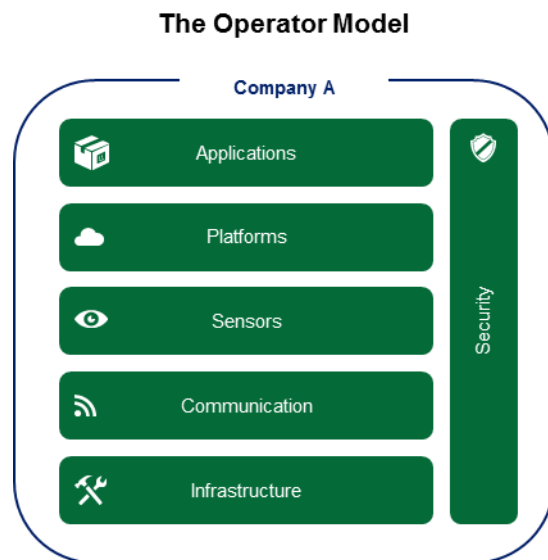 The Operator Model
Company A
Applications
Platforms
Sensors
Communication
Infrastructure
Security